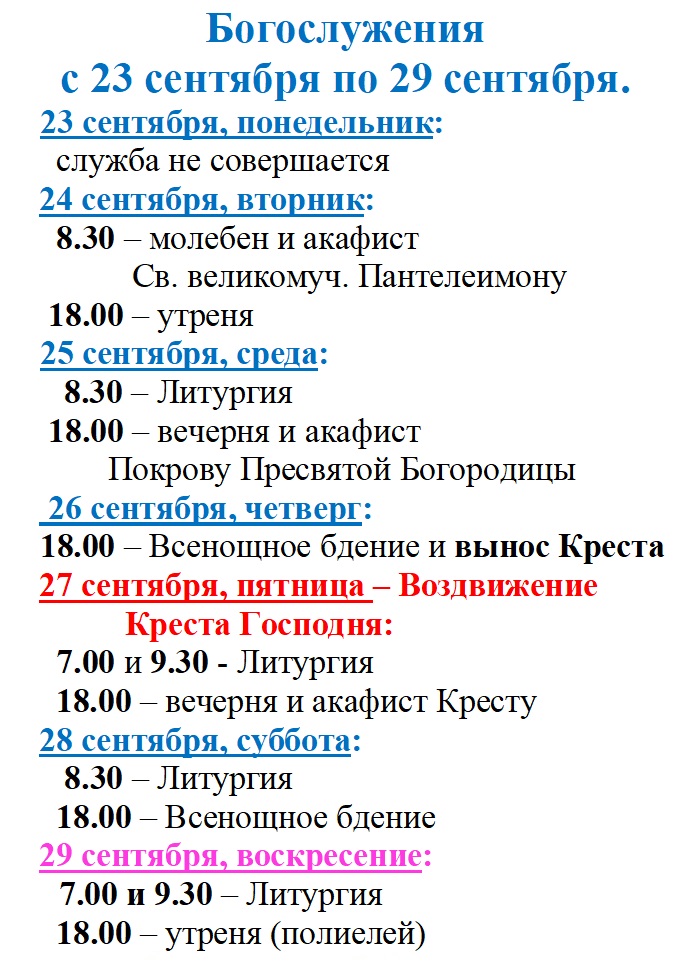 Богослужения
с 23 сентября по 29 сентября.
23 сентября, понедельник:
служба не совершается
24 сентября, вторник:
8.30 – молебен и акафист
Св. великомуч. Пантелеимону
18.00 – утреня
25 сентября, среда:
8.30 – Литургия
18.00 – вечерня и акафист
Покрову Пресвятой Богородицы
26 сентября, четверг:
18.00 – Всенощное бдение и вынос Креста
27 сентября, пятница – Воздвижение
Креста Господня:
7.00 и 9.30 - Литургия
18.00 – вечерня и акафист Кресту
28 сентября, суббота:
8.30 – Литургия
18.00 – Всенощное бдение
29 сентября, воскресение:
7.00 и 9.30 – Литургия
18.00 – утреня (полиелей)